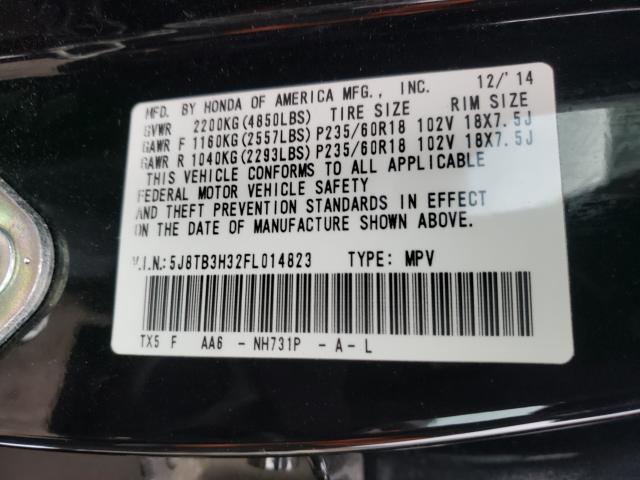 MFD. BY HONDA OF AMERICA MFG., INC. 12/'14
GVWR 2200KG(4850LBS) TIRE SIZE RIM SIZE
GAWR F 1160KG(2557LBS) P235/60R18 102V 18X7.5J
GAWR R 1040KG(2293LBS) P235/60R18 102V 18X7.5J
THIS VEHICLE CONFORMS TO ALL APPLICABLE
FEDERAL MOTOR VEHICLE SAFETY
AND THEFT PREVENTION STANDARDS IN EFFECT
ON THE DATE OF MANUFACTURE SHOWN ABOVE.
V.I.N.:5J8TB3H32FL014823 TYPE: MPV
TX5 F AA6 - NH731P - A - L